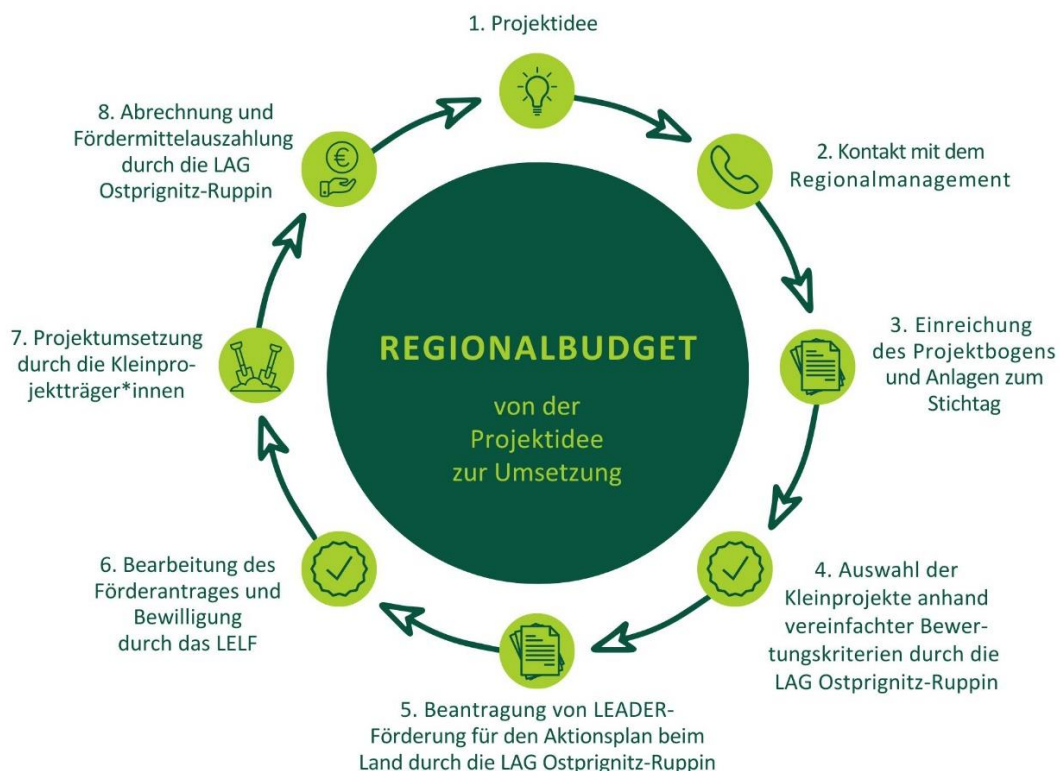 1. Projektidee
2. Kontakt mit dem
Regionalmanagement
3. Einreichung
des Projektbogens
und Anlagen zum
Stichtag
4. Auswahl der
Kleinprojekte anhand
vereinfachter Bewer-
tungskriterien durch die
LAG Ostprignitz-Ruppin
5. Beantragung von LEADER-
Förderung für den Aktionsplan beim
Land durch die LAG Ostprignitz-Ruppin
6. Bearbeitung des
Förderantrages und
Bewilligung
durch das LELF
7. Projektumsetzung
durch die Kleinpro-
jektträger*innen
8. Abrechnung und
Fördermittelauszahlung
durch die LAG
Ostprignitz-Ruppin
€
REGIONALBUDGET
von der
Projektidee
zur Umsetzung